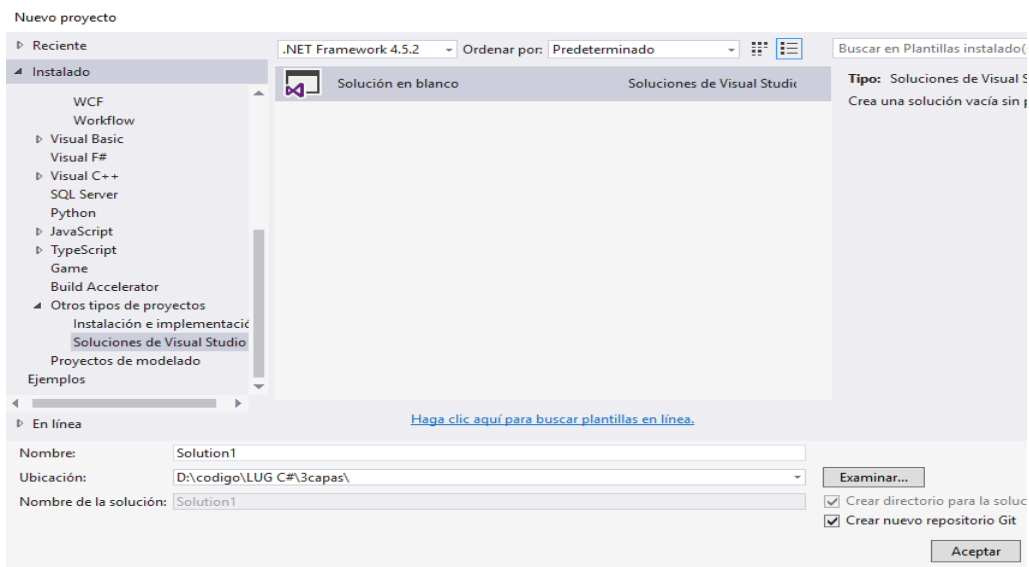 Nuevo proyecto
Reciente
Instalado
WCF
Workflow
Visual Basic
Visual F#
Visual C++
SQL Server
Python
JavaScript
TypeScript
Game
Build Accelerator
Otros tipos de proyectos
Instalación e implementació
Soluciones de Visual Studio
Proyectos de modelado
Ejemplos
En línea
.NET Framework 4.5.2 Ordenar por: Predeterminado
Solución en blanco Soluciones de Visual Studio
Haga clic aquí para buscar plantillas en línea.
Buscar en Plantillas instalado(
Tipo: Soluciones de Visual S
Crea una solución vacía sin p
Nombre: Solution1
Ubicación: D:\codigo\LUG C#\3capas\ Examinar...
Nombre de la solución: Solution1 Crear directorio para la soluc
Crear nuevo repositorio Git
Aceptar